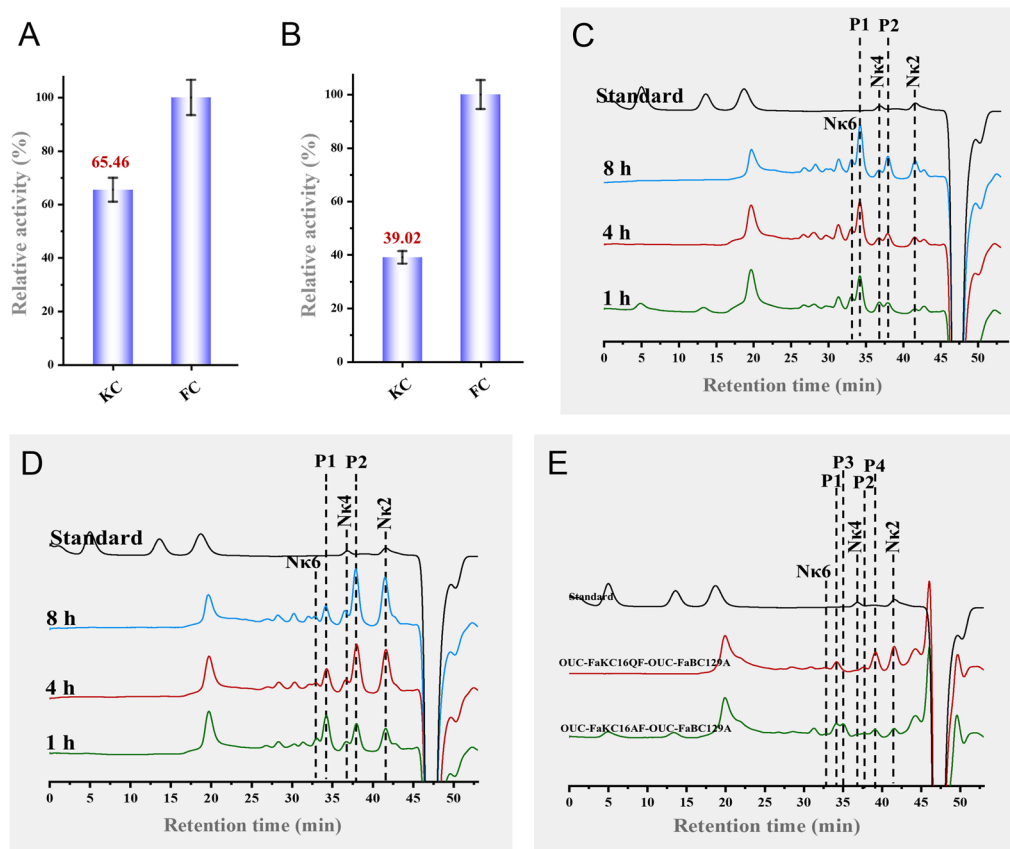 A
Relative activity (%)
100
80
60
40
20
0
65.46
KC
FC
B
Relative activity (%)
100
80
60
40
20
0
39.02
KC
FC
C
P1 P2
Nκ4
Nκ2
Standard
Nκ6
8 h
4 h
1 h
0 5 10 15 20 25 30 35 40 45 50
Retention time (min)
D
P1 P2
Nκ4
Nκ2
Standard
Nκ6
8 h
4 h
1 h
0 5 10 15 20 25 30 35 40 45 50
Retention time (min)
E
P3
P4
P1
P2
Nκ4
Nκ2
Nκ6
Standard
OUC-FaKC16QF-OUC-FaBC129A
OUC-FaKC16AF-OUC-FaBC129A
0 5 10 15 20 25 30 35 40 45 50
Retention time (min)